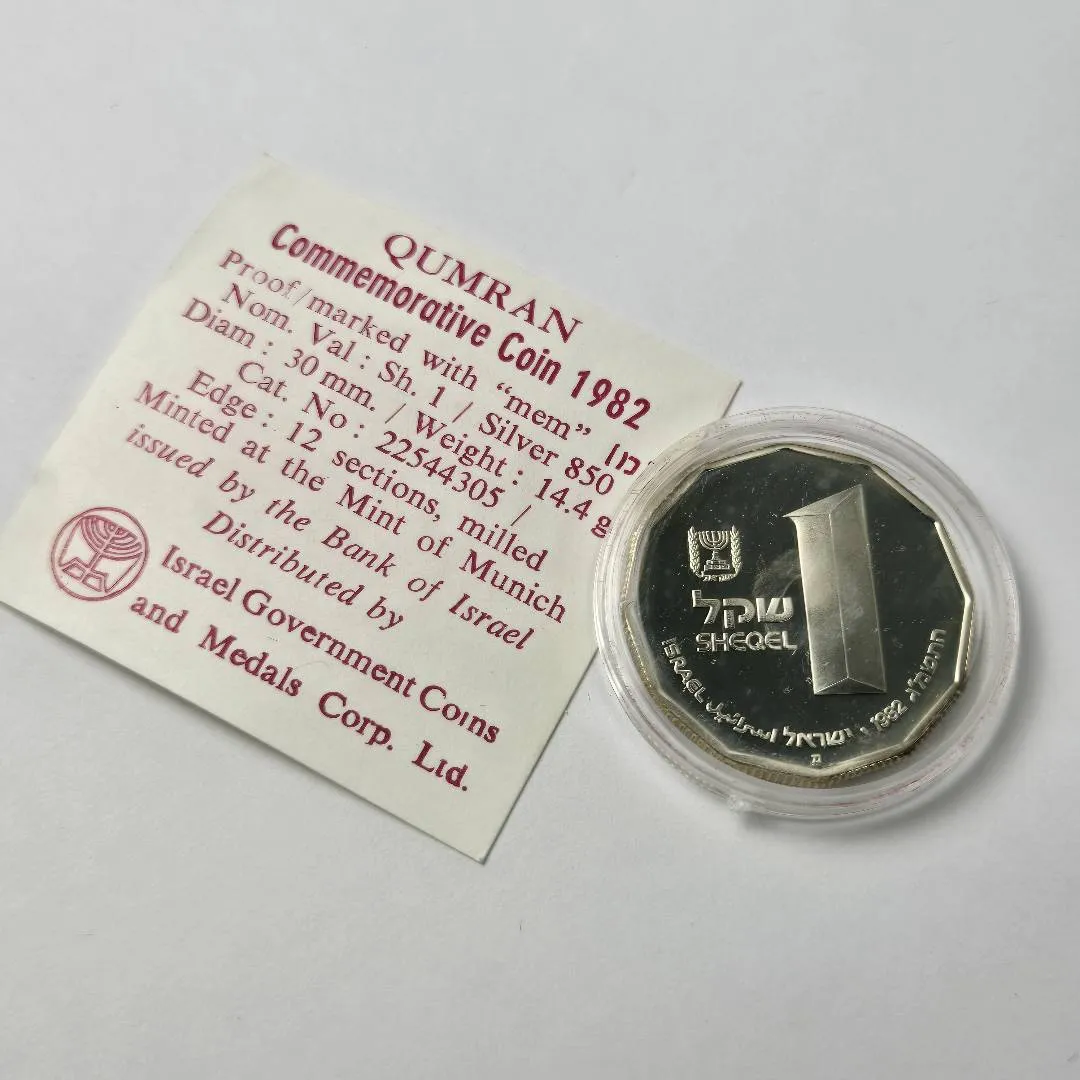 QUMRAN
Commemorative Coin 1982
Proof/marked with “mem” (מ)
Nom. Val : Sh. 1 / Silver 850
Diam : 30 mm. / Weight : 14.4 g
Cat. No : 22544305 /
Edge : 12 sections, milled
Minted at the Mint of Munich
issued by the Bank of Israel
Distributed by
Israel Government Coins
and Medals Corp. Ltd.
שקל
SHEQEL
1
ISRAEL اسرائيل ישראל • 1982 התשמ"ג
מ